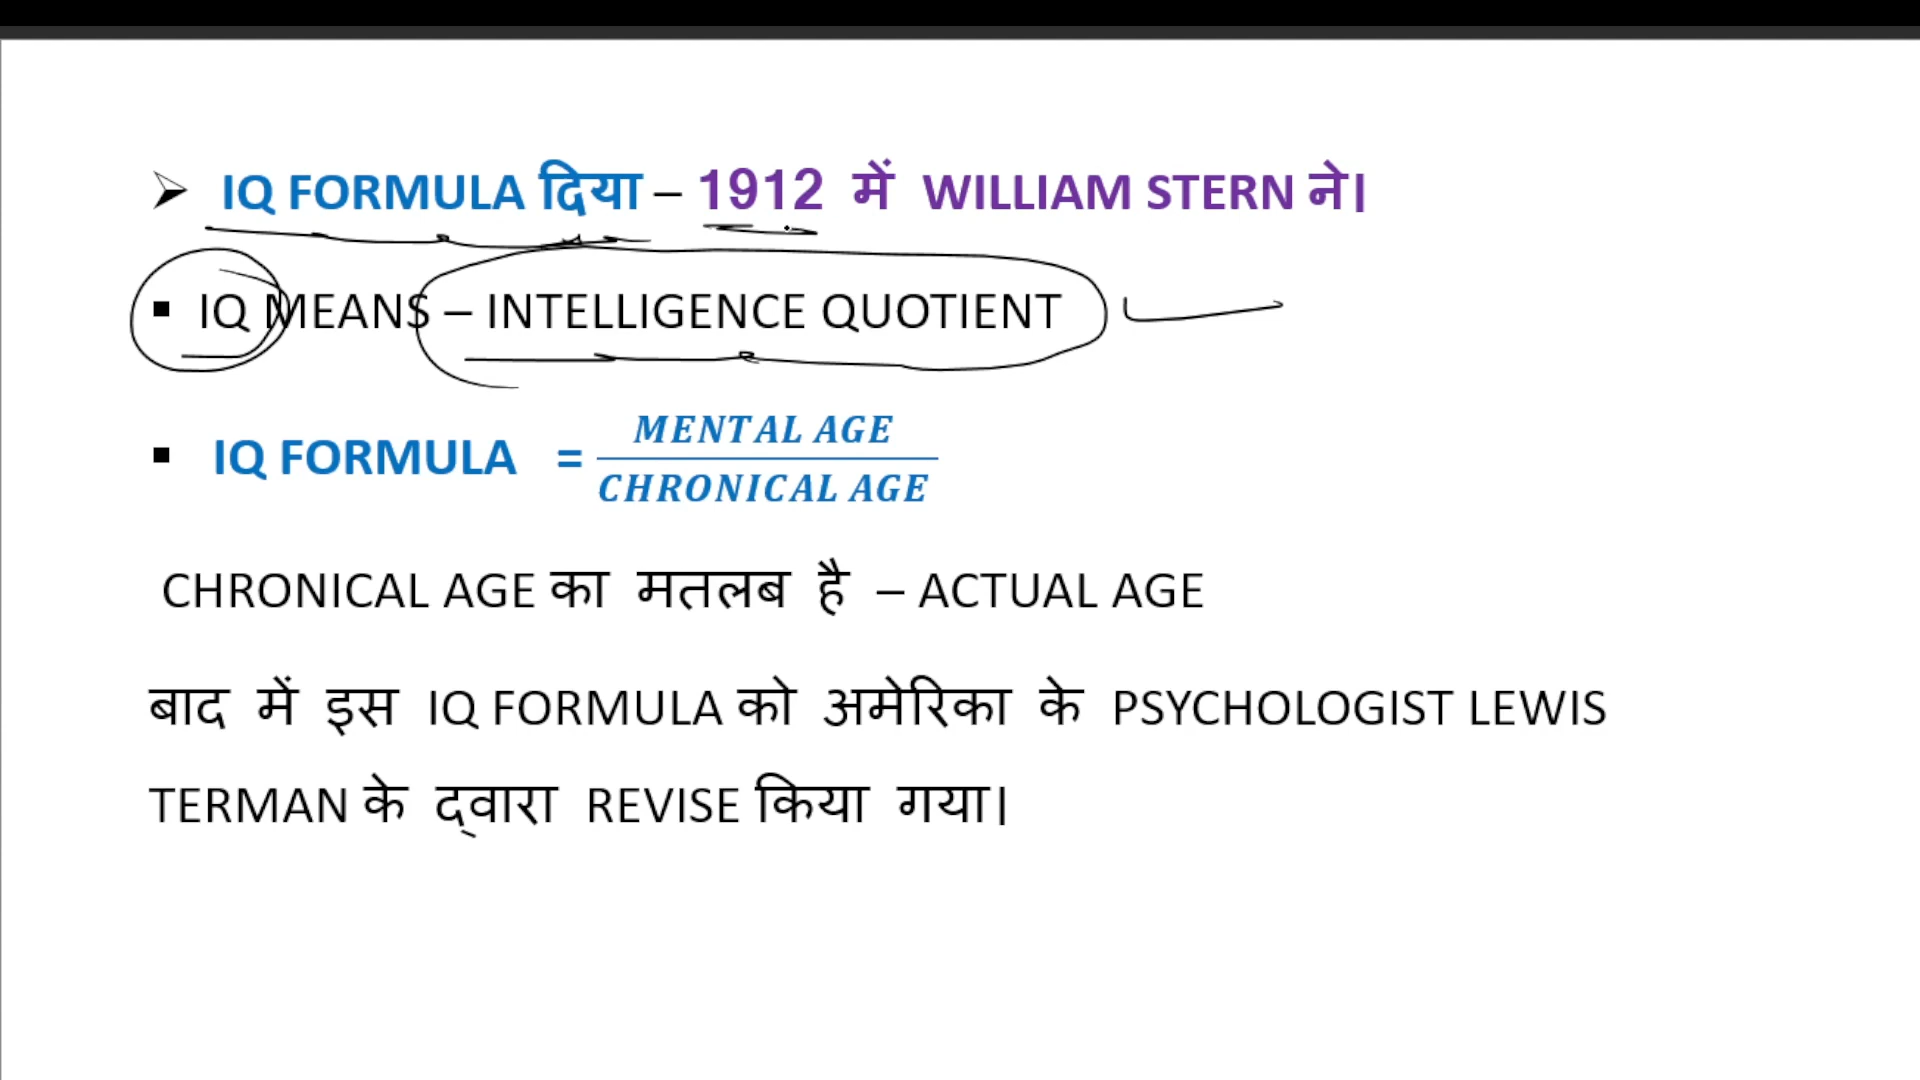 ➢ IQ FORMULA दिया – 1912 में WILLIAM STERN ने।
▪ IQ MEANS – INTELLIGENCE QUOTIENT
▪ IQ FORMULA = MENTAL AGE
CHRONICAL AGE
CHRONICAL AGE का मतलब है – ACTUAL AGE
बाद में इस IQ FORMULA को अमेरिका के PSYCHOLOGIST LEWIS
TERMAN के द्वारा REVISE किया गया।